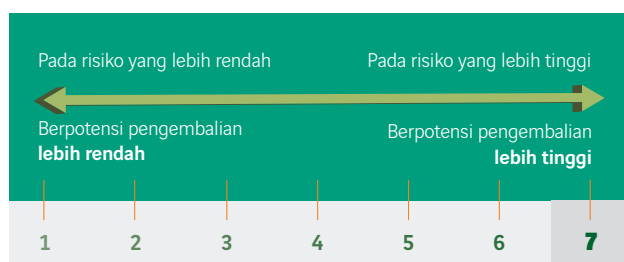 Pada risiko yang lebih rendah Pada risiko yang lebih tinggi
Berpotensi pengembalian
lebih rendah
Berpotensi pengembalian
lebih tinggi
1 2 3 4 5 6 7